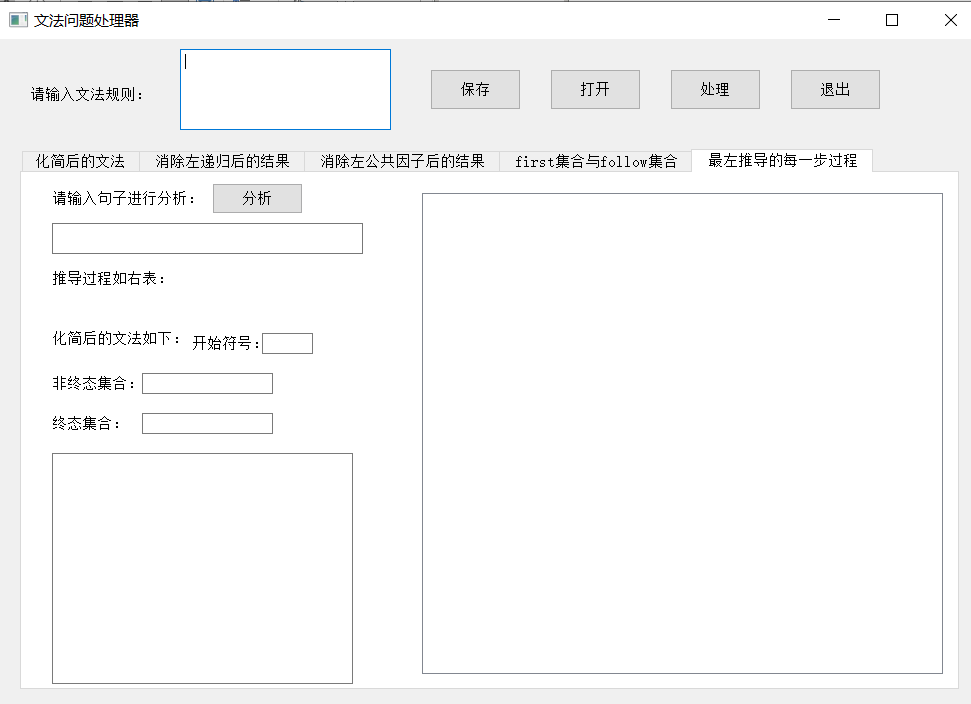 文法问题处理器
请输入文法规则：
保存
打开
处理
退出
化简后的文法
消除左递归后的结果
消除左公共因子后的结果
first集合与follow集合
最左推导的每一步过程
请输入句子进行分析：
分析
推导过程如右表：
化简后的文法如下：
开始符号：
非终态集合：
终态集合：